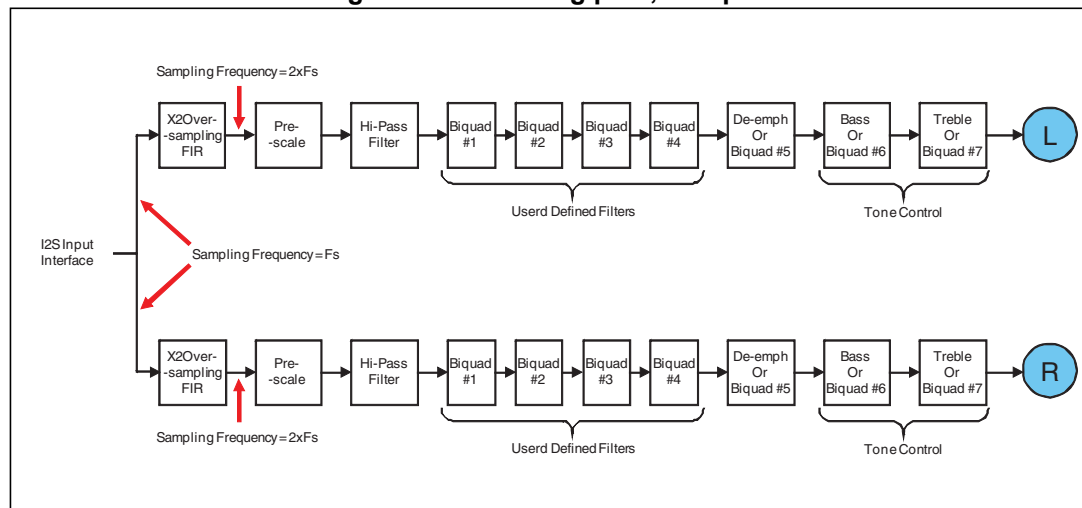 Sampling Frequency=2xFs
X2Over-
-sampling
FIR
Pre-
-scale
Hi-Pass
Filter
Biquad
#1
Biquad
#2
Biquad
#3
Biquad
#4
De-emph
Or
Biquad #5
Bass
Or
Biquad #6
Treble
Or
Biquad #7
L
Userd Defined Filters
Tone Control
I2S Input
Interface
Sampling Frequency=Fs
X2Over-
-sampling
FIR
Pre-
-scale
Hi-Pass
Filter
Biquad
#1
Biquad
#2
Biquad
#3
Biquad
#4
De-emph
Or
Biquad #5
Bass
Or
Biquad #6
Treble
Or
Biquad #7
R
Sampling Frequency=2xFs
Userd Defined Filters
Tone Control